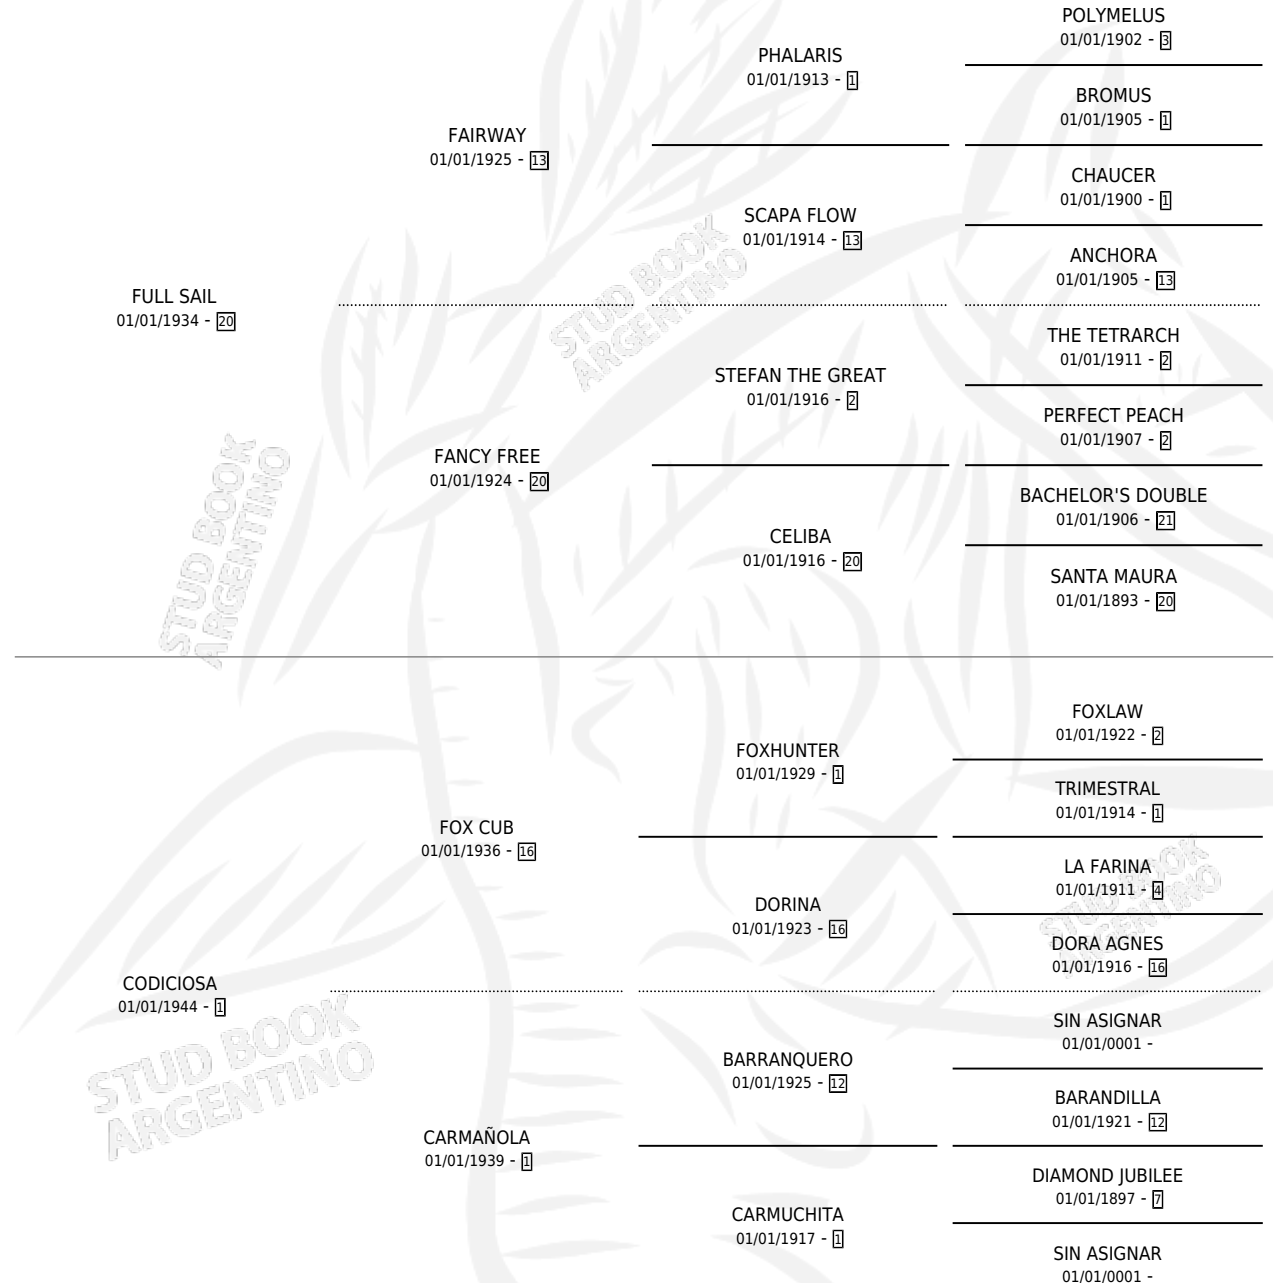 POLYMELUS
01/01/1902 - 3
PHALARIS
01/01/1913 - 1
BROMUS
01/01/1905 - 1
FAIRWAY
01/01/1925 - 13
CHAUCER
01/01/1900 - 1
SCAPA FLOW
01/01/1914 - 13
ANCHORA
01/01/1905 - 13
FULL SAIL
01/01/1934 - 20
THE TETRARCH
01/01/1911 - 2
STEFAN THE GREAT
01/01/1916 - 2
PERFECT PEACH
01/01/1907 - 2
FANCY FREE
01/01/1924 - 20
BACHELOR'S DOUBLE
01/01/1906 - 21
CELIBA
01/01/1916 - 20
SANTA MAURA
01/01/1893 - 20
FOXLAW
01/01/1922 - 2
FOXHUNTER
01/01/1929 - 1
TRIMESTRAL
01/01/1914 - 1
FOX CUB
01/01/1936 - 16
LA FARINA
01/01/1911 - 4
DORINA
01/01/1923 - 16
DORA AGNES
01/01/1916 - 16
CODICIOSA
01/01/1944 - 1
SIN ASIGNAR
01/01/0001 -
BARRANQUERO
01/01/1925 - 12
BARANDILLA
01/01/1921 - 12
CARMAÑOLA
01/01/1939 - 1
DIAMOND JUBILEE
01/01/1897 - 7
CARMUCHITA
01/01/1917 - 1
SIN ASIGNAR
01/01/0001 -
STUD BOOK
ARGENTINO
STUD BOOK
ARGENTINO
STUD BOOK
ARGENTINO
STUD BOOK
ARGENTINO